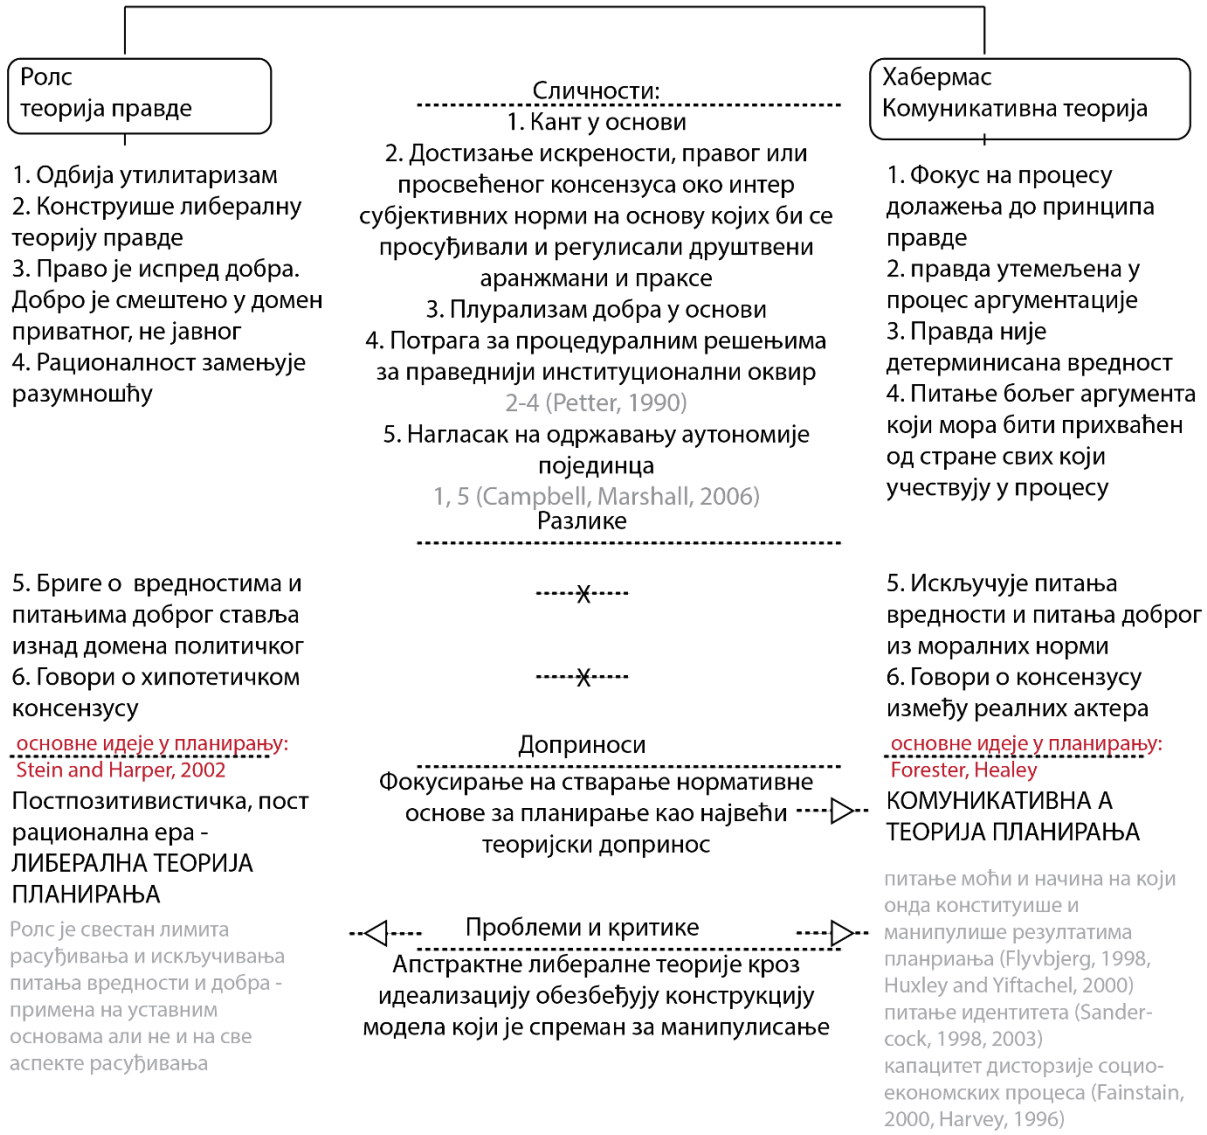 Ролс
теорија правде
1. Одбија утилитаризам
2. Конструише либералну
теорију правде
3. Право је испред добра.
Добро је смештено у домен
приватног, не јавног
4. Рационалност замењује
разумношћу
5. Бриге о  вредностима и
питањима доброг ставља
изнад домена политичког
6. Говори о хипотетичком
консензусу
основне идеје у планирању:
Stein and Harper, 2002
Постпозитивистичка, пост
рационална ера -
ЛИБЕРАЛНА ТЕОРИЈА
ПЛАНИРАЊА
Ролс је свестан лимита
расуђивања и искључивања
питања вредности и добра -
примена на уставним
основама али не и на све
аспекте расуђивања
Сличности:
1. Кант у основи
2. Достизање искрености, правог или
просвећеног консензуса око интер
субјективних норми на основу којих би се
просуђивали и регулисали друштвени
аранжмани и праксе
3. Плурализам добра у основи
4. Потрага за процедуралним решењима
за праведнији институционални оквир
2-4 (Petter, 1990)
5. Нагласак на одржавању аутономије
појединца
1, 5 (Campbell, Marshall, 2006)
Разлике
Доприноси
Фокусирање на стварање нормативне
основе за планирање као највећи
теоријски допринос
Проблеми и критике
Апстрактне либералне теорије кроз
идеализацију обезбеђују конструкцију
модела који је спреман за манипулисање
Хабермас
Комуникативна теорија
1. Фокус на процесу
долажења до принципа
правде
2. правда утемељена у
процес аргументације
3. Правда није
детерминисана вредност
4. Питање бољег аргумента
који мора бити прихваћен
од стране свих који
учествују у процесу
5. Искључује питања
вредности и питања доброг
из моралних норми
6. Говори о консензусу
између реалних актера
основне идеје у планирању:
Forester, Healey
КОМУНИКАТИВНА А
ТЕОРИЈА ПЛАНИРАЊА
питање моћи и начина на који
онда конституише и
манипулише резултатима
планриања (Flyvbjerg, 1998,
Huxley and Yiftachel, 2000)
питање идентитета (Sander-
cock, 1998, 2003)
капацитет дисторзије социо-
економских процеса (Fainstain,
2000, Harvey, 1996)